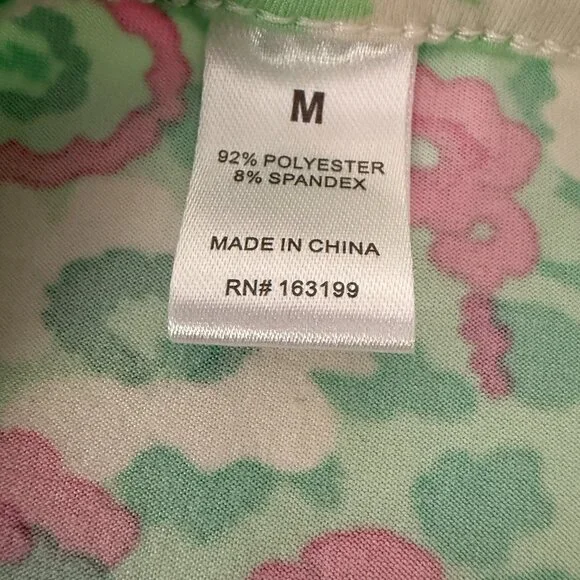 M
92% POLYESTER
8% SPANDEX
MADE IN CHINA
RN# 163199